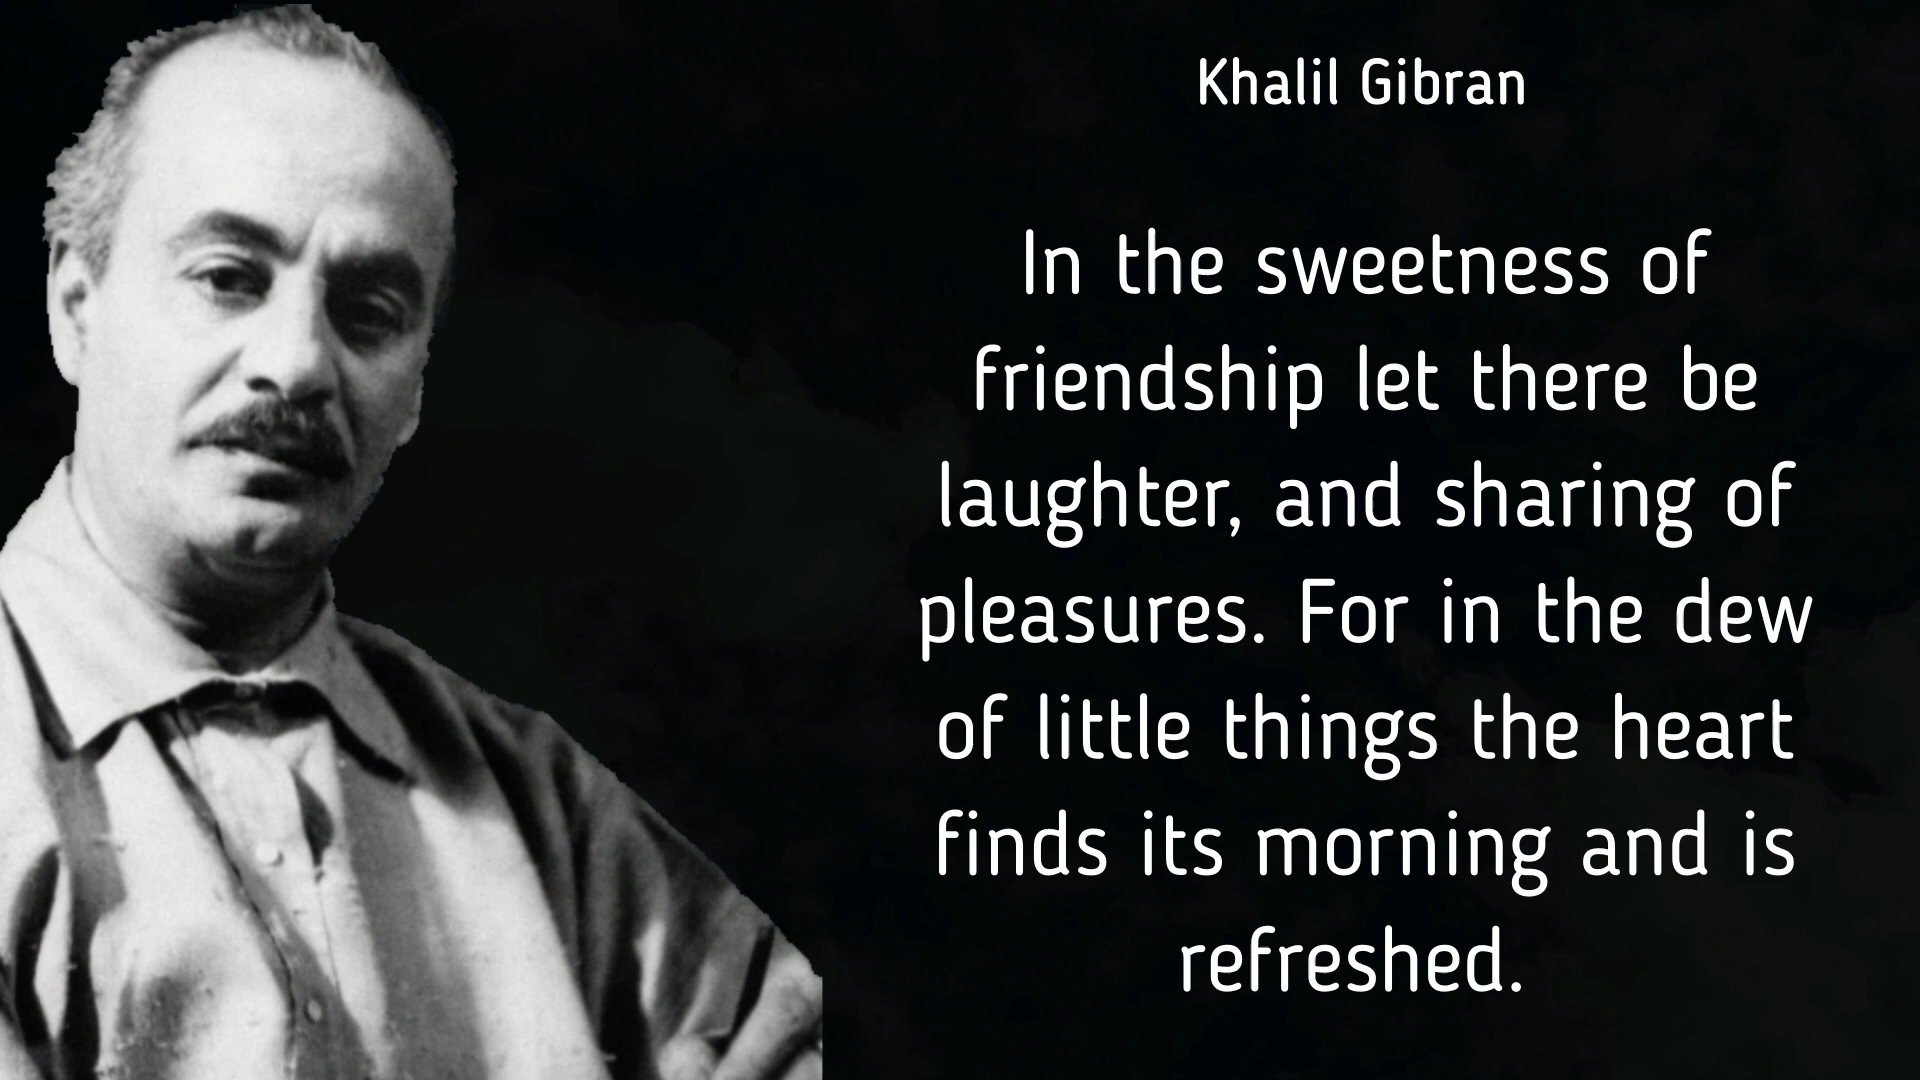 Khalil Gibran
In the sweetness of
friendship let there be
laughter, and sharing of
pleasures. For in the dew
of little things the heart
finds its morning and is
refreshed.